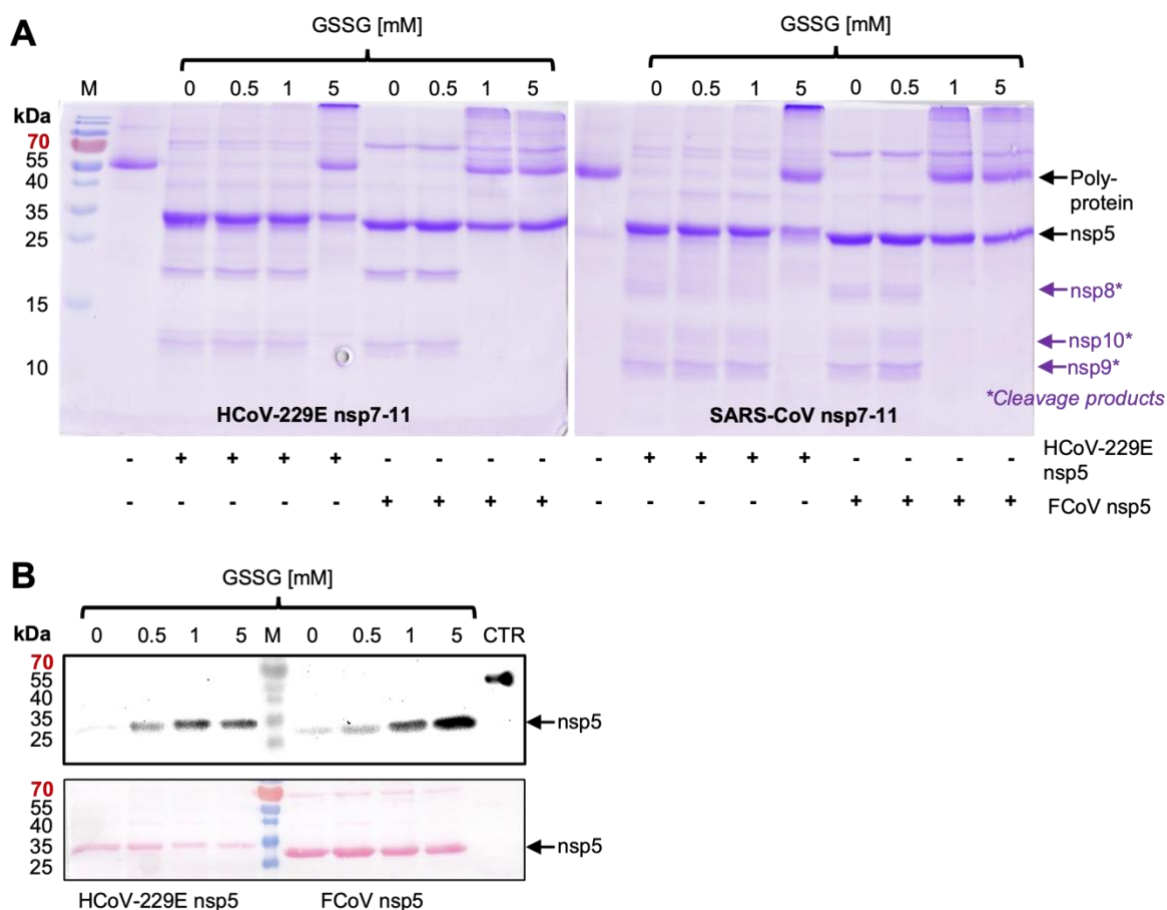 A
GSSG [mM]
GSSG [mM]
M 0 0.5 1 5 0 0.5 1 5 0 0.5 1 5 0 0.5 1 5
kDa
70
55
40
35
25
15
10
Poly-
protein
nsp5
nsp8*
nsp10*
nsp9*
*Cleavage products
HCoV-229E nsp7-11
SARS-CoV nsp7-11
- + + + + - - - - - + + + + - - - - HCoV-229E
nsp5
- - - - - + + + + - - - - - + + + + FCoV nsp5
B
GSSG [mM]
kDa 0 0.5 1 5 M 0 0.5 1 5 CTR
70
55
40
35
25
nsp5
70
55
40
35
25
nsp5
HCoV-229E nsp5 FCoV nsp5